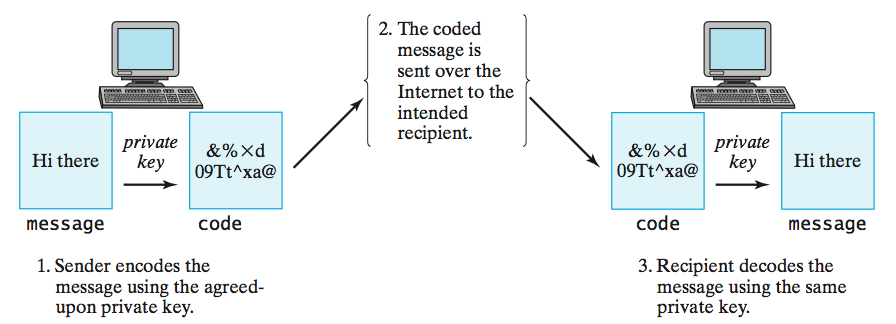 Hi there
private
key
&%×d
09Tt^xa@
message
code
1. Sender encodes the
message using the agreed-
upon private key.
2. The coded
message is
sent over the
Internet to the
intended
recipient.
&%×d
09Tt^xa@
private
key
Hi there
code
message
3. Recipient decodes the
message using the same
private key.